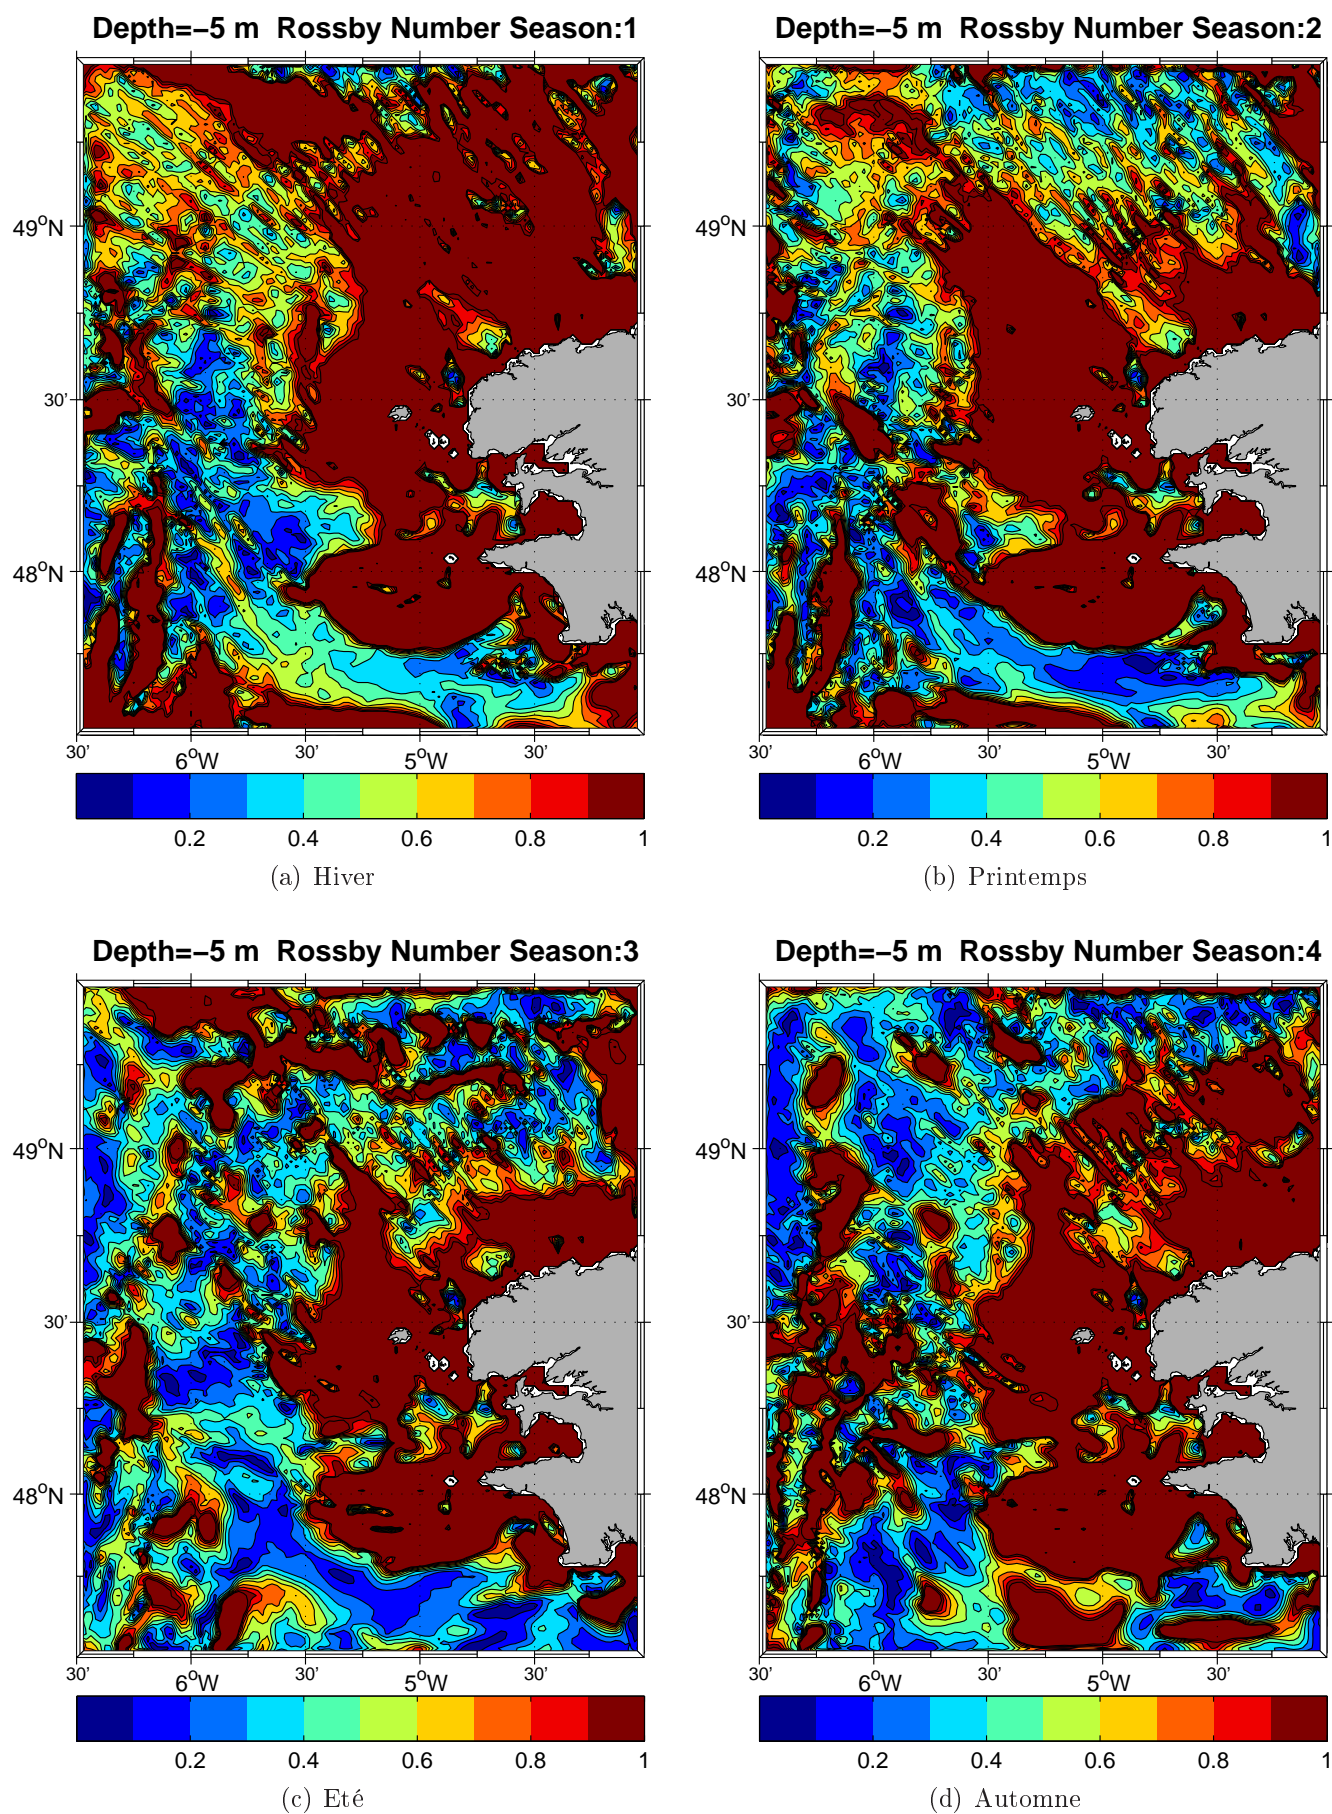 Depth=−5 m  Rossby Number Season:1
49°N
30'
48°N
30'
6°W
30'
5°W
30'
0.2
0.4
0.6
0.8
1
(a) Hiver
Depth=−5 m  Rossby Number Season:2
49°N
30'
48°N
30'
6°W
30'
5°W
30'
0.2
0.4
0.6
0.8
1
(b) Printemps
Depth=−5 m  Rossby Number Season:3
49°N
30'
48°N
30'
6°W
30'
5°W
30'
0.2
0.4
0.6
0.8
1
(c) Eté
Depth=−5 m  Rossby Number Season:4
49°N
30'
48°N
30'
6°W
30'
5°W
30'
0.2
0.4
0.6
0.8
1
(d) Automne